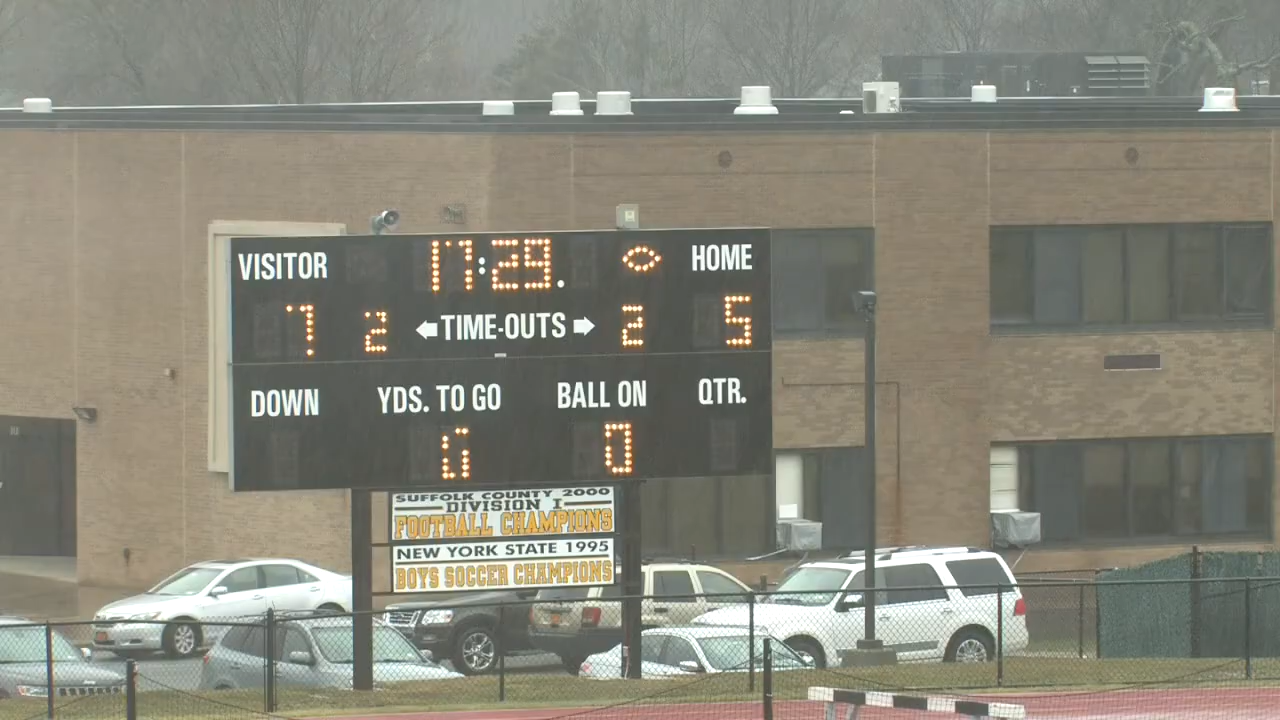 VISITOR 17:29. HOME
7 2 TIME-OUTS 2 5
DOWN YDS. TO GO BALL ON QTR.
0 0
SUFFOLK COUNTY 2000
DIVISION I
FOOTBALL CHAMPIONS
NEW YORK STATE 1995
BOYS SOCCER CHAMPIONS